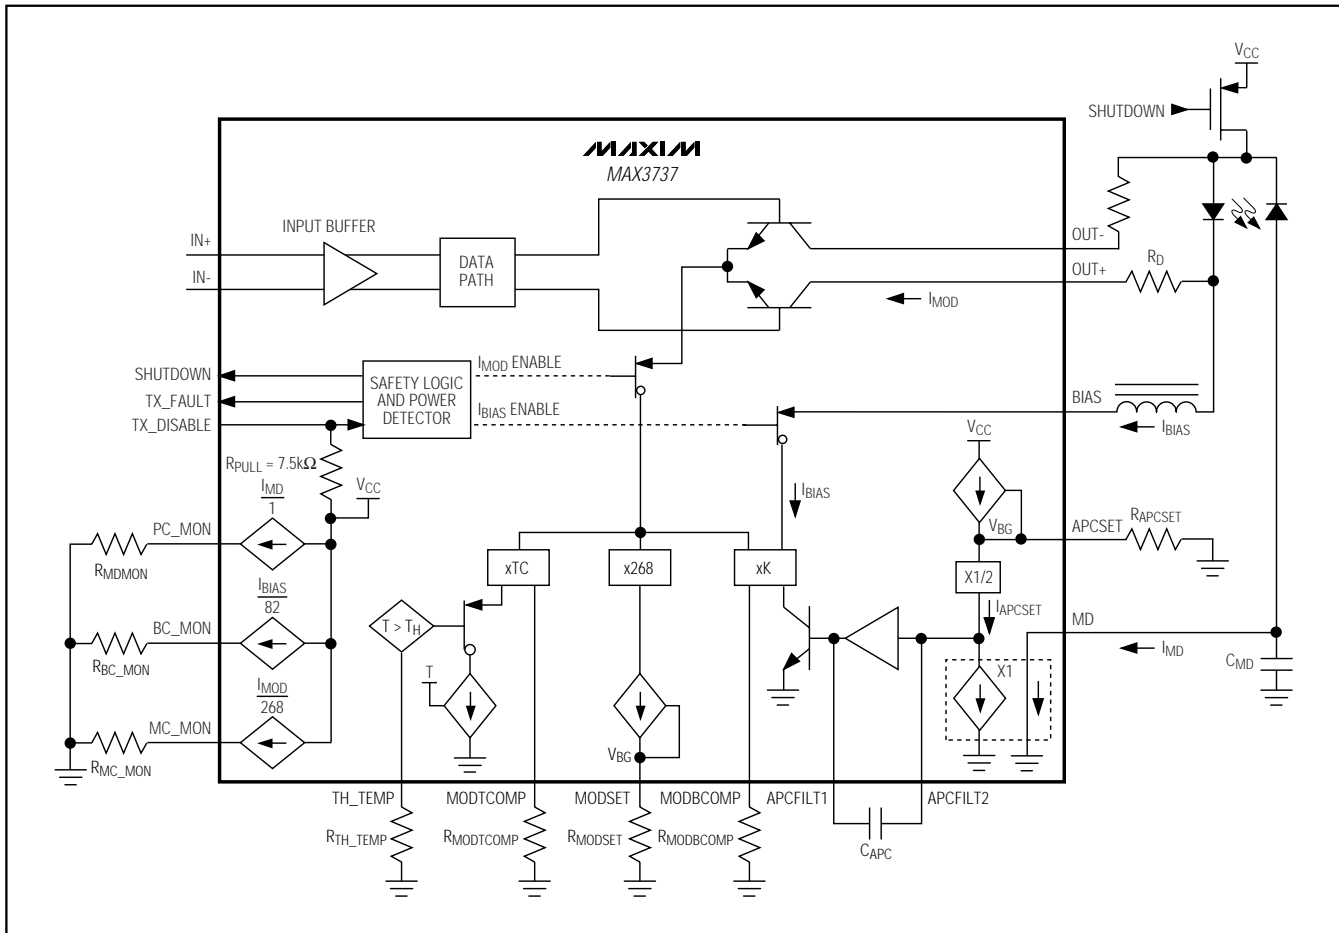 VCC
SHUTDOWN
MAXIM
MAX3737
INPUT BUFFER
IN+
IN-
DATA
PATH
OUT-
OUT+
RD
IMOD
SHUTDOWN
TX_FAULT
TX_DISABLE
SAFETY LOGIC
AND POWER
DETECTOR
IMOD ENABLE
IBIAS ENABLE
BIAS
IBIAS
RPULL = 7.5kΩ
VCC
VCC
IBIAS
IMD
1
PC_MON
RMDMON
VBG
APCSET
RAPCSET
xTC
x268
xK
X1/2
IAPCSET
IBIAS
82
BC_MON
RBC_MON
T > TH
MD
IMD
CMD
X1
T
IMOD
268
MC_MON
RMC_MON
VBG
TH_TEMP
MODTCOMP
MODSET
MODBCOMP
APCFILT1
APCFILT2
RTH_TEMP
RMODTCOMP
RMODSET
RMODBCOMP
CAPC